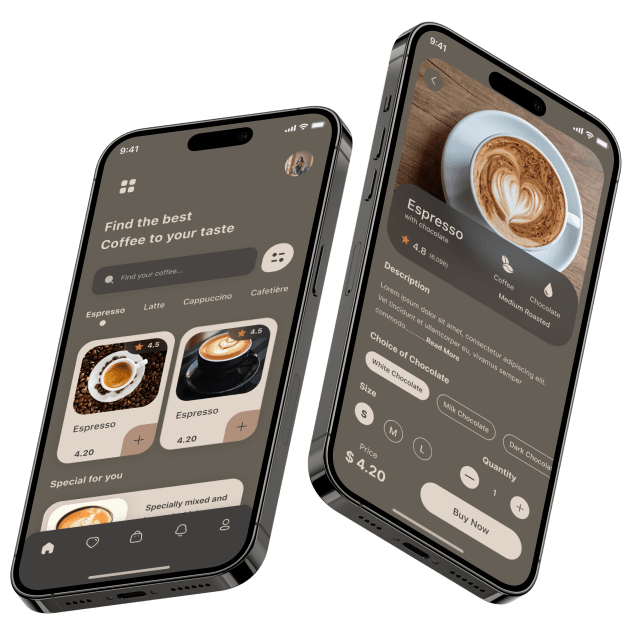 9:41
Find the best
Coffee to your taste
Find your coffee...
Espresso Latte Cappuccino Cafetière
4.5
4.5
Espresso
4.20
Espresso
4.20
Special for you
Specially mixed and
9:41
Espresso
with chocolate
4.8 (6,098)
Coffee
Chocolate
Medium Roasted
Description
Lorem ipsum dolor sit amet, consectetur adipiscing elit.
Vel tincidunt et ullamcorper eu, vivamus semper
commodo..........Read More
Choice of Chocolate
White Chocolate
Milk Chocolate
Dark Chocola
Size
S
M
L
Quantity
1
Price
$ 4.20
Buy Now